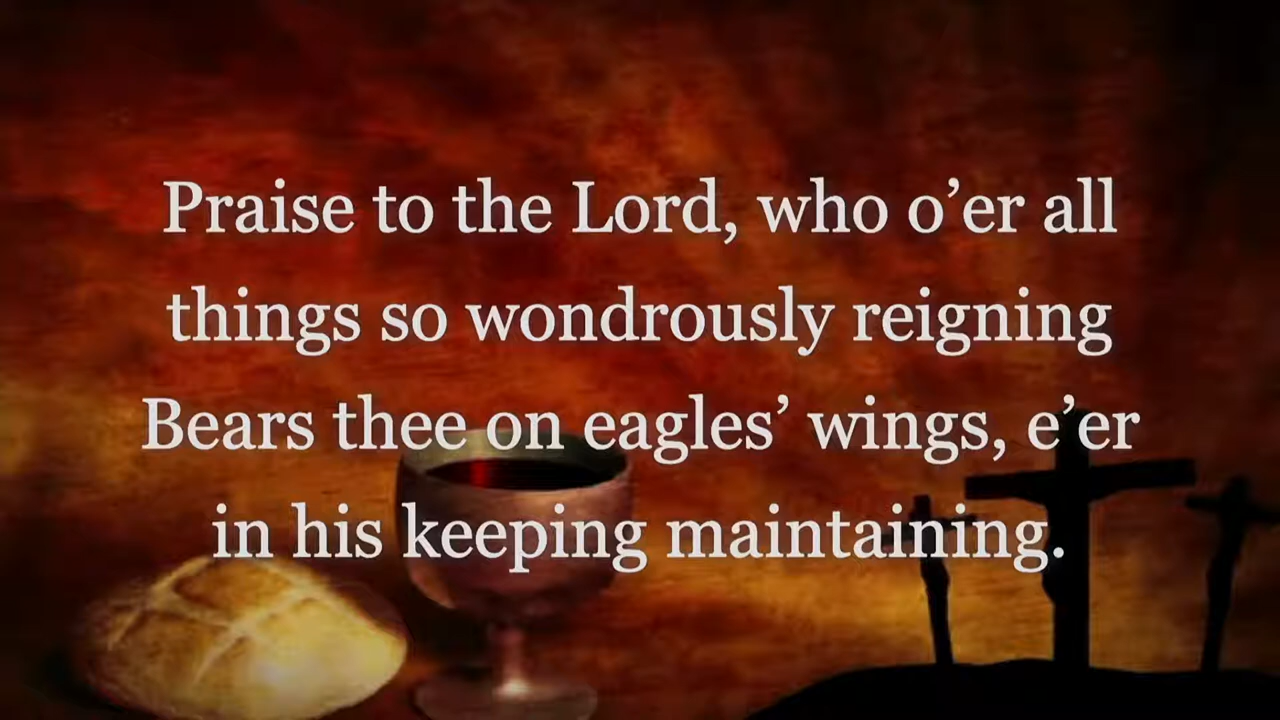 Praise to the Lord, who o’er all
things so wondrously reigning
Bears thee on eagles’ wings, e’er
in his keeping maintaining.